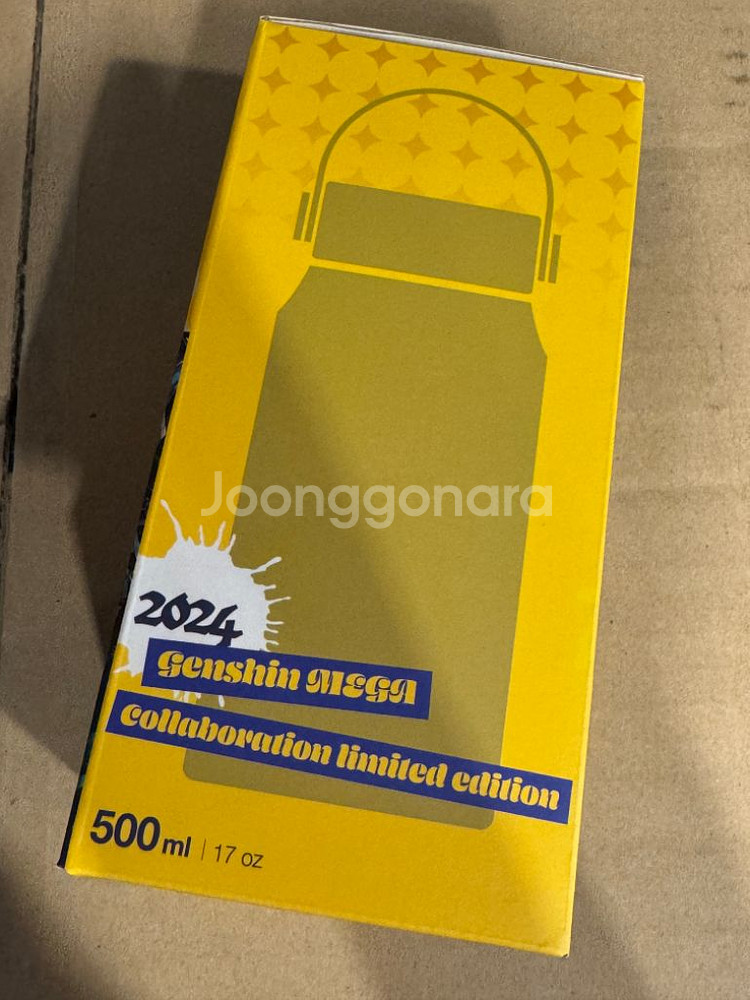 Joonggonara
2024
Genshin MEGA
Collaboration limited edition
500ml | 17 oz